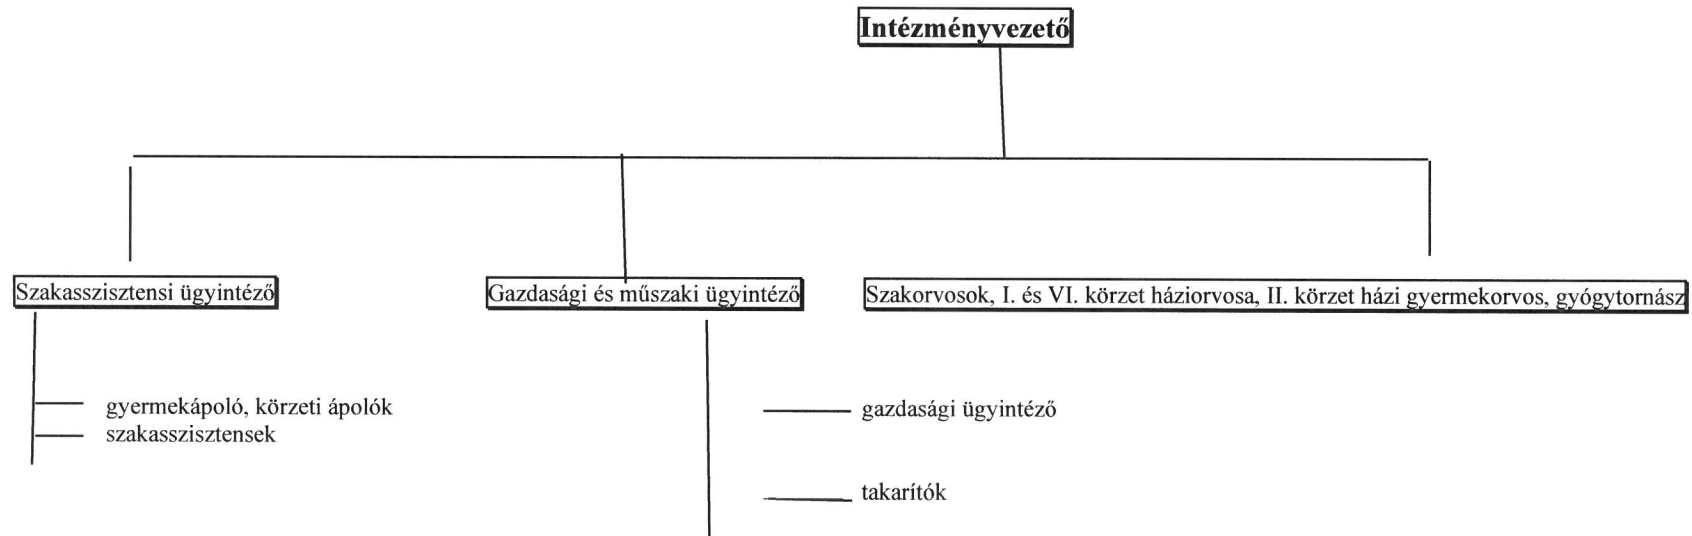 Intézményvezető
Szakasszisztensi ügyintéző
Gazdasági és műszaki ügyintéző
Szakorvosok, I. és VI. körzet háziorvosa, II. körzet házi gyermekorvos, gyógytornász
gyermekápoló, körzeti ápolók
szakasszisztensek
gazdasági ügyintéző
takarítók